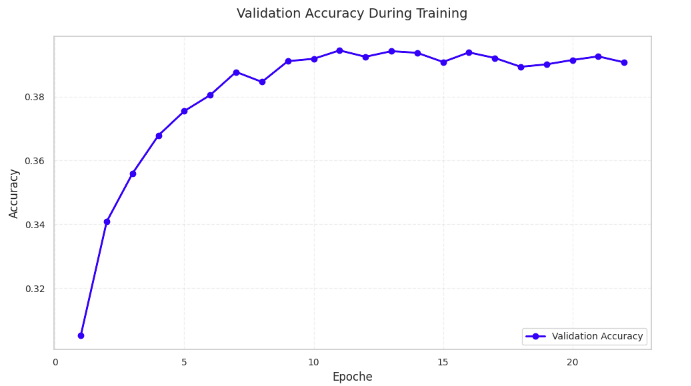 Validation Accuracy During Training
Accuracy
0.38
0.36
0.34
0.32
Validation Accuracy
0 5 10 15 20
Epoche